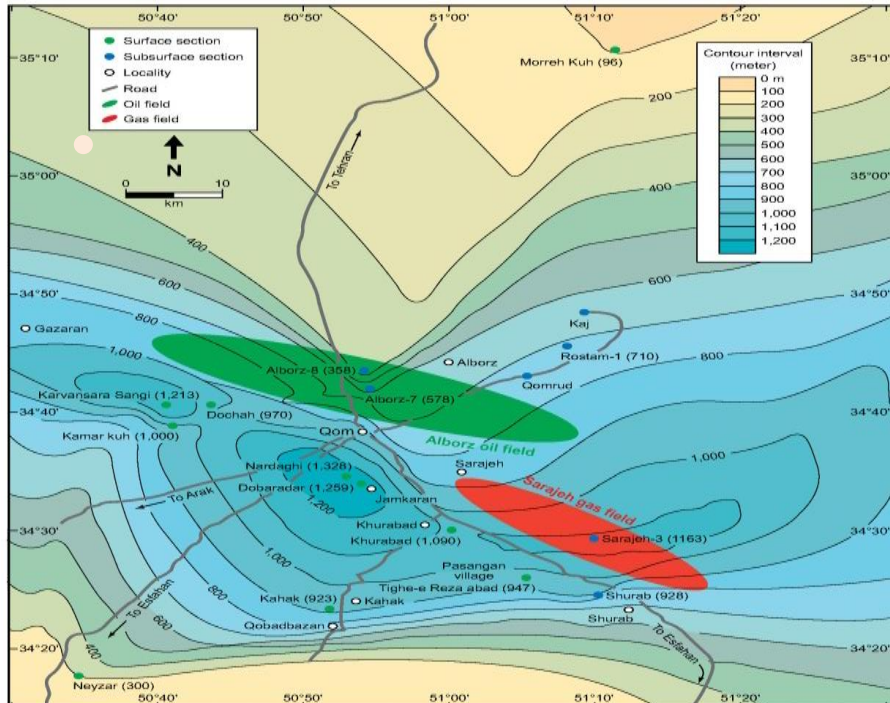 50°40' 50°50' 51°00' 51°10' 51°20'
35°10' 35°10'
Surface section
Subsurface section
Locality
Road
Oil field
Gas field
N
0 10
km
Morreh Kuh (96)
Contour interval
(meter)
0 m
100
200
300
400
500
600
700
800
900
1,000
1,100
1,200
200
To Tehran
35°00' 35°00'
400
400
600
600
34°50' 34°50'
800
Gazaran
Kaj
1,000
Alborz
Rostam-1 (710)
800
Alborz-8 (358)
Qomrud
Karvansara Sangi (1,213)
Alborz-7 (578)
34°40' 34°40'
Dochah (970)
Kamar kuh (1,000)
Qom
Alborz oil field
Nardaghi (1,328)
Sarajeh
1,000
Dobaradar (1,259)
Jamkaran
1,200
To Arak
Sarajeh gas field
34°30' 34°30'
Khurabad
Khurabad (1,090)
Sarajeh-3 (1163)
1,000
Pasangan
village
800
Tighe-e Reza abad (947)
Kahak (923)
Kahak
Shurab (928)
Shurab
To Esfahan
600
Qobadbazan
To Esfahan
400
34°20' 34°20'
Neyzar (300)
50°40' 50°50' 51°00' 51°10' 51°20'